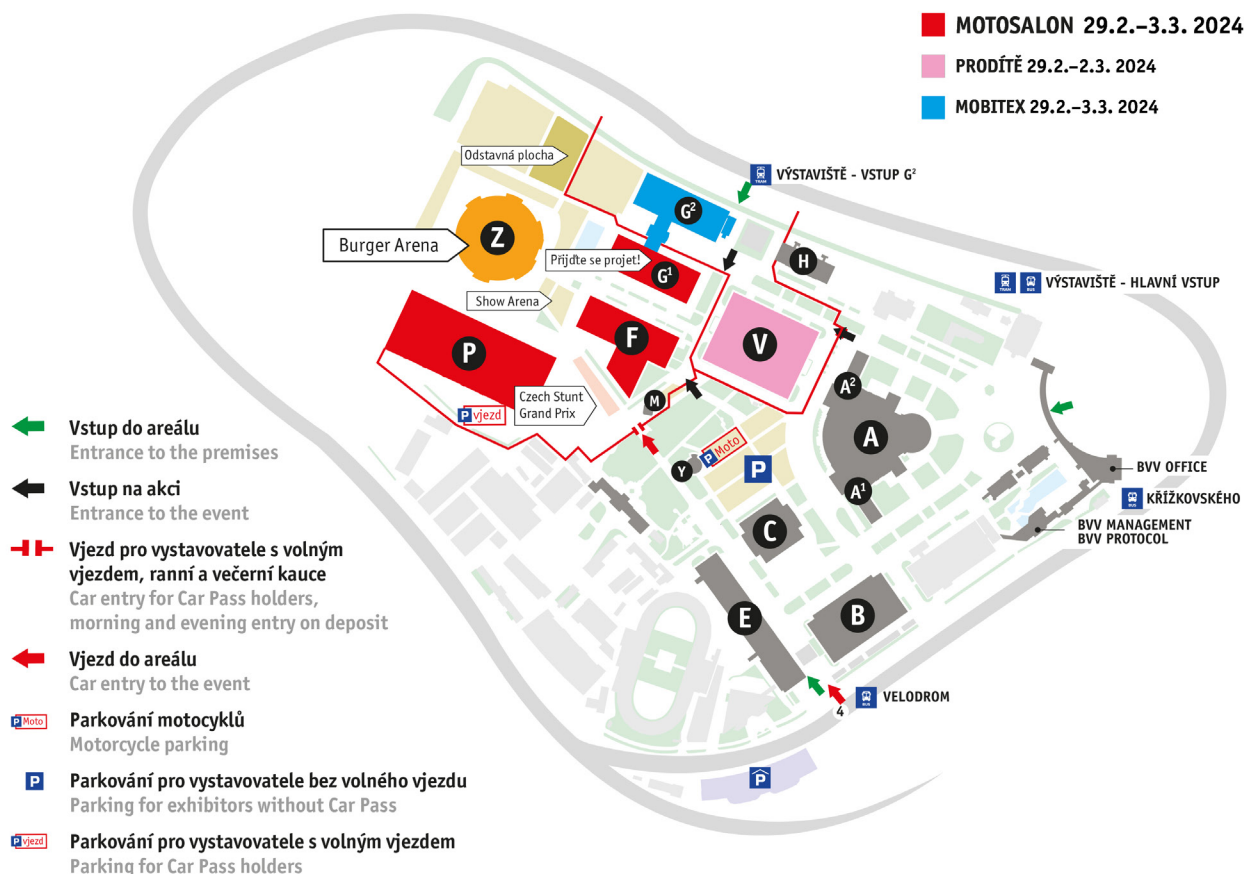 MOTOSALON 29.2.–3.3. 2024
PRODÍTĚ 29.2.–2.3. 2024
MOBITEX 29.2.–3.3. 2024
Odstavná plocha
TRAM
VÝSTAVIŠTĚ - VSTUP G²
G²
Z
Burger Arena
Přijďte se projet!
G¹
H
TRAM
BUS
VÝSTAVIŠTĚ - HLAVNÍ VSTUP
Show Arena
P
F
V
A²
Czech Stunt
Grand Prix
M
P vjezd
A
P Moto
Y
P
A¹
BVV OFFICE
BUS
KŘÍŽKOVSKÉHO
BVV MANAGEMENT
BVV PROTOCOL
C
E
B
4
BUS
VELODROM
P
Vstup do areálu
Entrance to the premises
Vstup na akci
Entrance to the event
Vjezd pro vystavovatele s volným
vjezdem, ranní a večerní kauce
Car entry for Car Pass holders,
morning and evening entry on deposit
Vjezd do areálu
Car entry to the event
P Moto
Parkování motocyklů
Motorcycle parking
P
Parkování pro vystavovatele bez volného vjezdu
Parking for exhibitors without Car Pass
P vjezd
Parkování pro vystavovatele s volným vjezdem
Parking for Car Pass holders